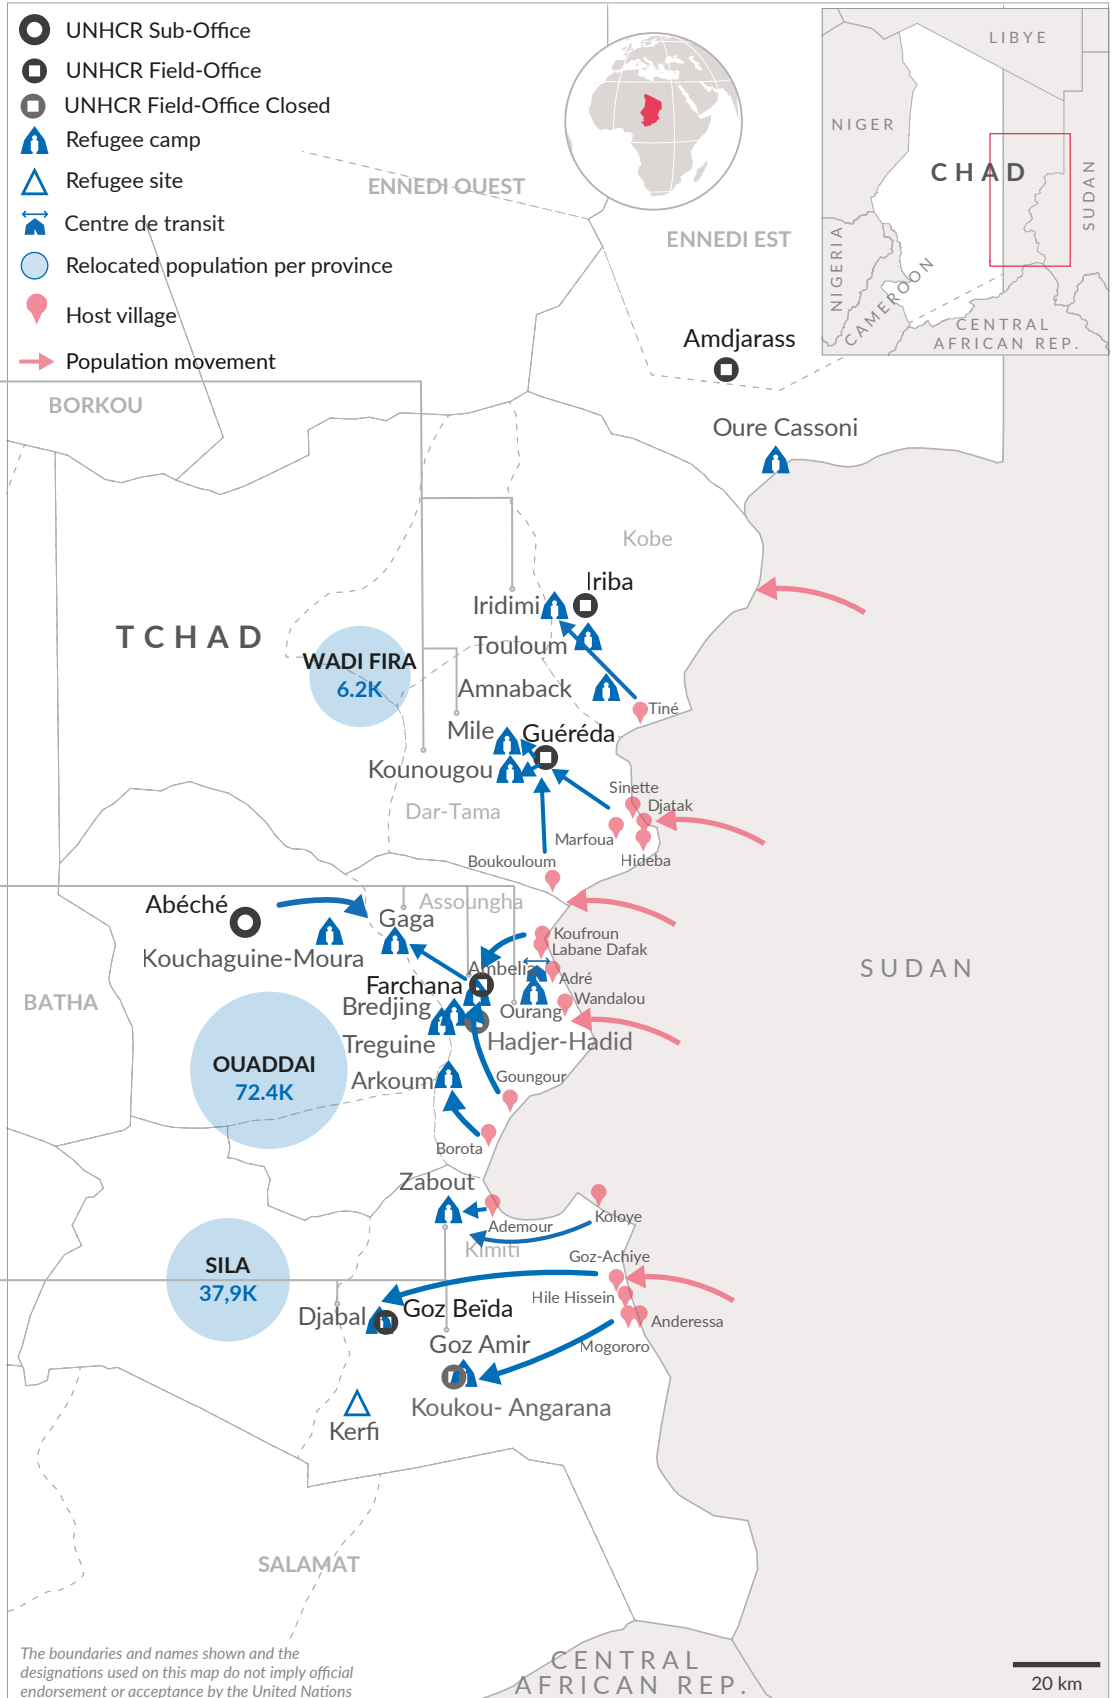 UNHCR Sub-Office
UNHCR Field-Office
UNHCR Field-Office Closed
Refugee camp
Refugee site
Centre de transit
Relocated population per province
Host village
Population movement
LIBYE
NIGER
CHAD
SUDAN
NIGERIA
CAMEROON
CENTRAL
AFRICAN REP.
ENNEDI OUEST
ENNEDI EST
Amdjarass
BORKOU
Oure Cassoni
Kobe
Iriba
Iridimi
TCHAD
Touloum
WADI FIRA
6.2K
Amnaback
Tiné
Mile
Guéréda
Kounougou
Sinette
Djatak
Dar-Tama
Marfoua
Hideba
Boukouloum
Abéché
Assoungha
Gaga
Koufroun
Labane Dafak
Kouchaguine-Moura
Ambelia
SUDAN
Adré
Farchana
BATHA
Bredjing
Wandalou
Ourang
Treguine
Hadjer-Hadid
OUADDAI
72.4K
Arkoum
Goungour
Borota
Zabout
Koloye
Ademour
Kimiti
Goz-Achiye
SILA
37,9K
Hile Hissein
Djabal
Goz Beïda
Anderessa
Goz Amir
Mogororo
Koukou- Angarana
Kerfi
SALAMAT
The boundaries and names shown and the
designations used on this map do not imply official
endorsement or acceptance by the United Nations
CENTRAL
AFRICAN REP.
20 km